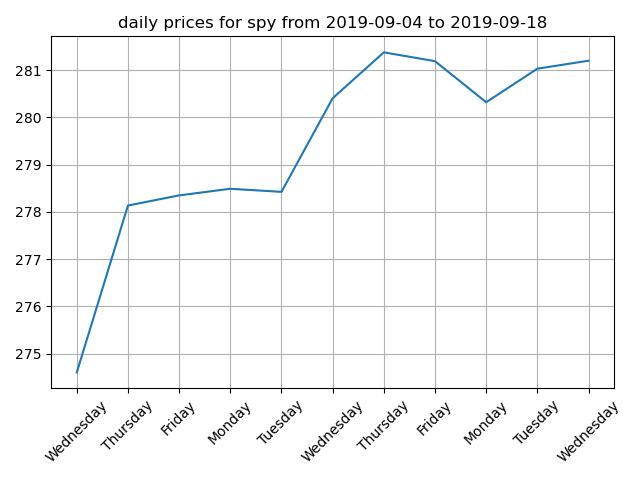 daily prices for spy from 2019-09-04 to 2019-09-18
281
280
279
278
277
276
275
Wednesday
Thursday
Friday
Monday
Tuesday
Wednesday
Thursday
Friday
Monday
Tuesday
Wednesday